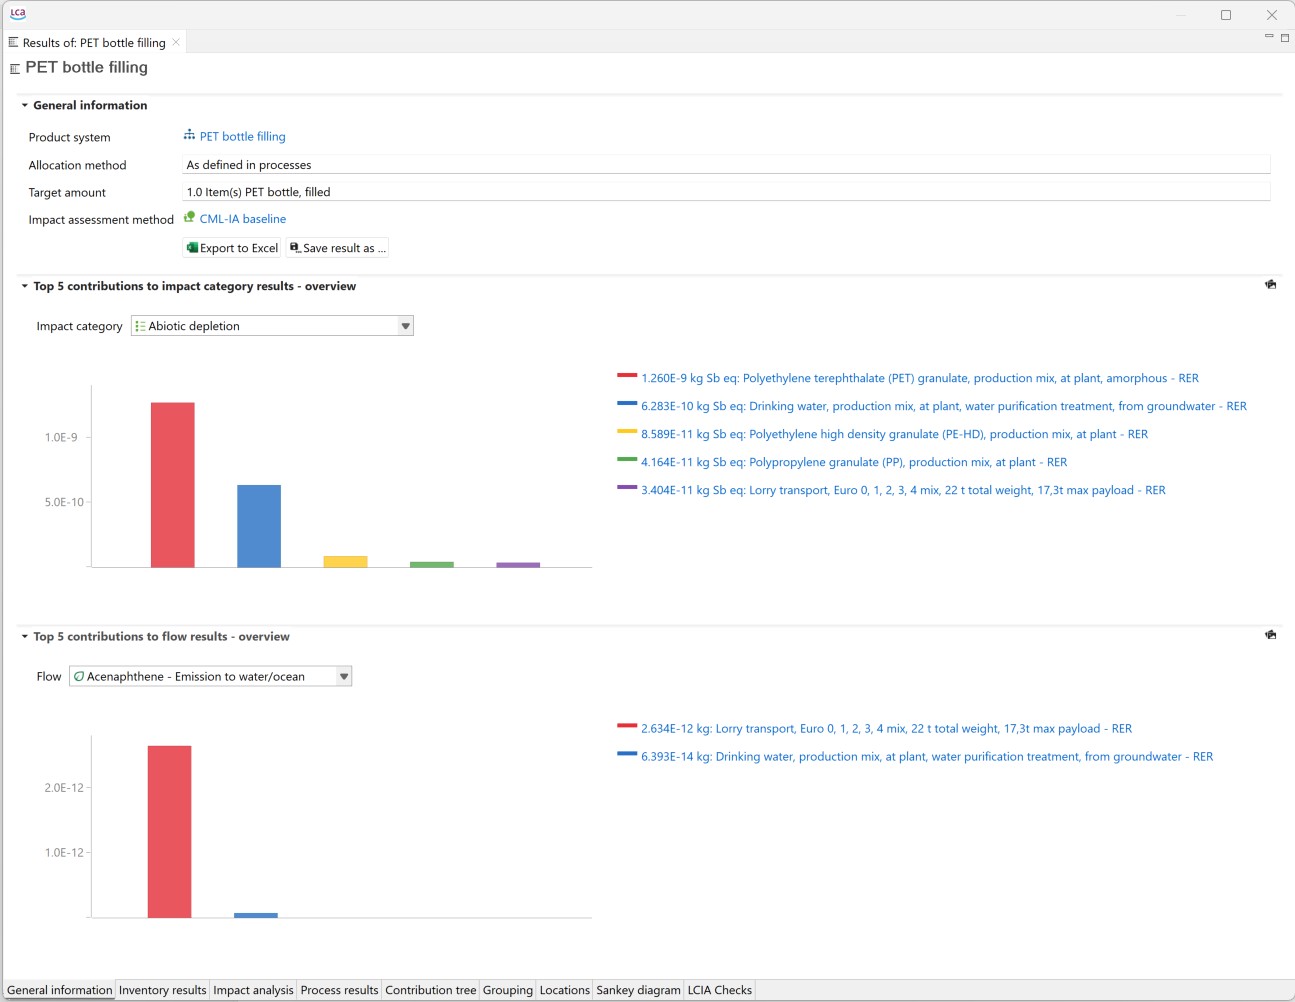 LCA
Results of: PET bottle filling
PET bottle filling
General information
Product system PET bottle filling
Allocation method As defined in processes
Target amount 1.0 Item(s) PET bottle, filled
Impact assessment method CML-IA baseline
Export to Excel Save result as ...
Top 5 contributions to impact category results - overview
Impact category Abiotic depletion
1.0E-9
5.0E-10
1.260E-9 kg Sb eq: Polyethylene terephthalate (PET) granulate, production mix, at plant, amorphous - RER
6.283E-10 kg Sb eq: Drinking water, production mix, at plant, water purification treatment, from groundwater - RER
8.589E-11 kg Sb eq: Polyethylene high density granulate (PE-HD), production mix, at plant - RER
4.164E-11 kg Sb eq: Polypropylene granulate (PP), production mix, at plant - RER
3.404E-11 kg Sb eq: Lorry transport, Euro 0, 1, 2, 3, 4 mix, 22 t total weight, 17,3t max payload - RER
Top 5 contributions to flow results - overview
Flow Acenaphthene - Emission to water/ocean
2.0E-12
1.0E-12
2.634E-12 kg: Lorry transport, Euro 0, 1, 2, 3, 4 mix, 22 t total weight, 17,3t max payload - RER
6.393E-14 kg: Drinking water, production mix, at plant, water purification treatment, from groundwater - RER
General information Inventory results Impact analysis Process results Contribution tree Grouping Locations Sankey diagram LCIA Checks